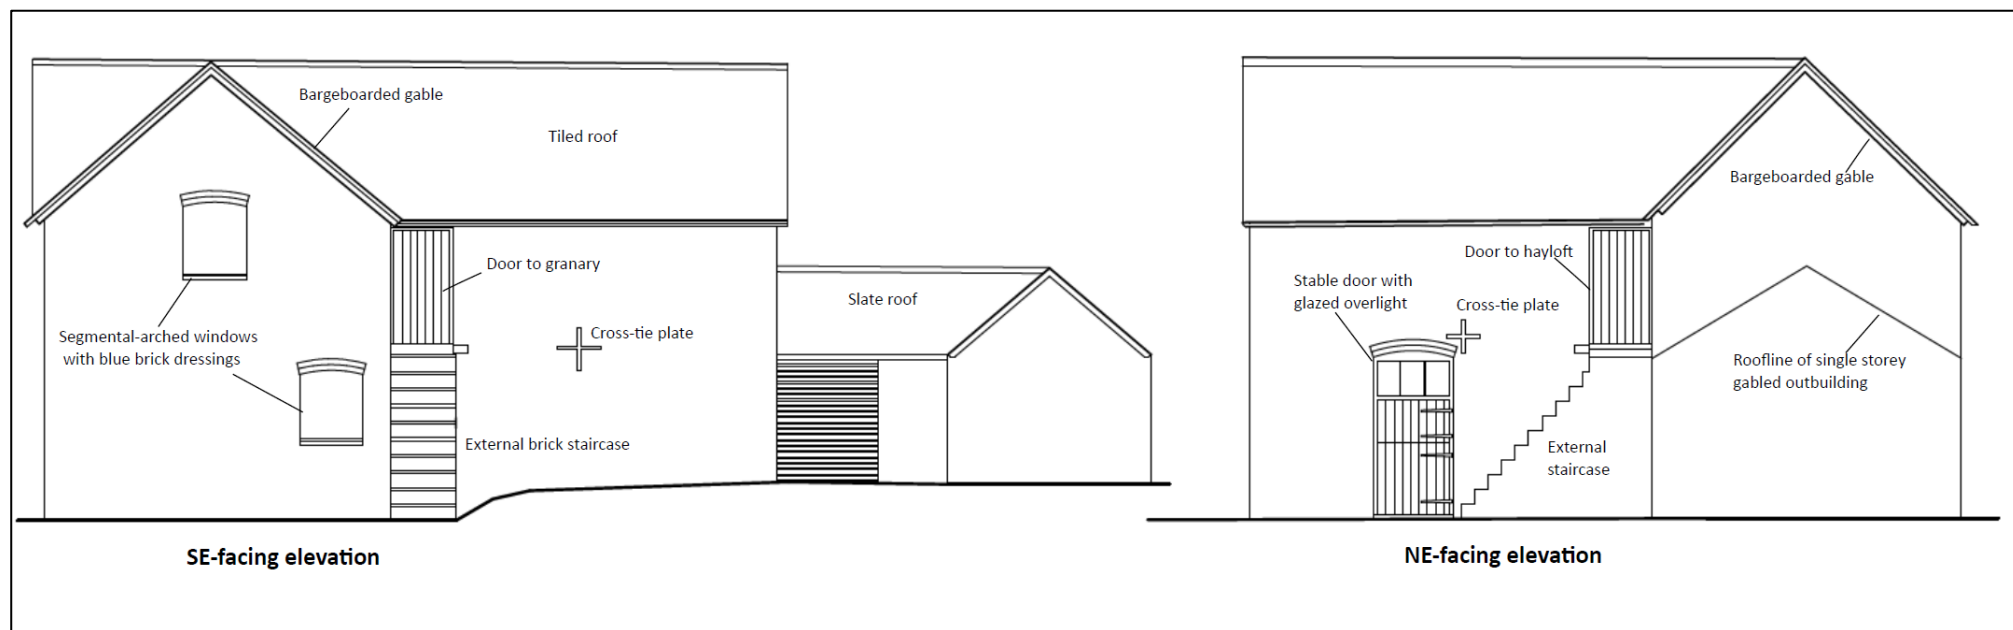 Bargeboarded gable
Tiled roof
Door to granary
Segmental-arched windows
with blue brick dressings
Cross-tie plate
Slate roof
External brick staircase
SE-facing elevation
Bargeboarded gable
Door to hayloft
Stable door with
glazed overlight
Cross-tie plate
Roofline of single storey
gabled outbuilding
External
staircase
NE-facing elevation